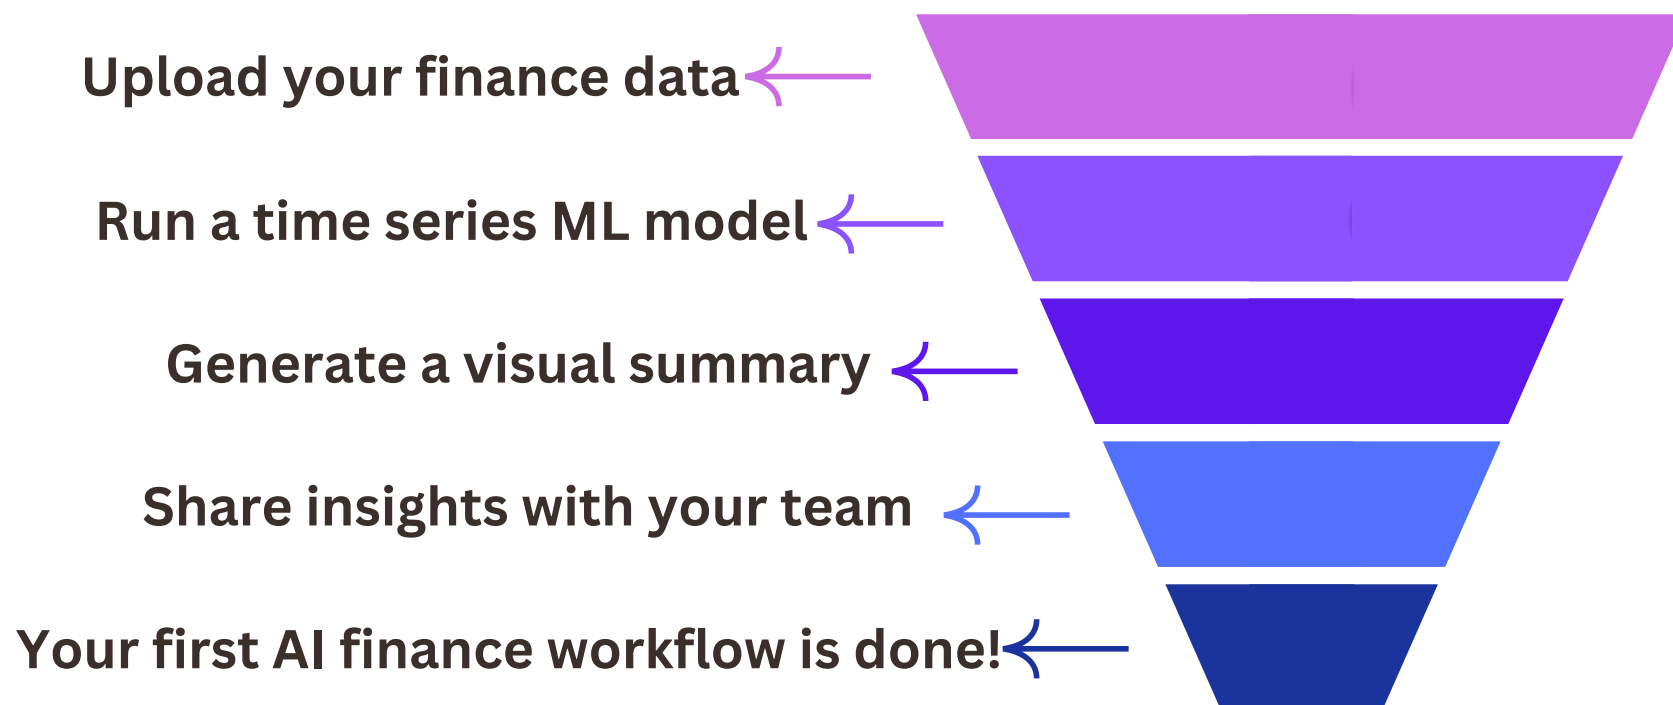 Upload your finance data
Run a time series ML model
Generate a visual summary
Share insights with your team
Your first AI finance workflow is done!